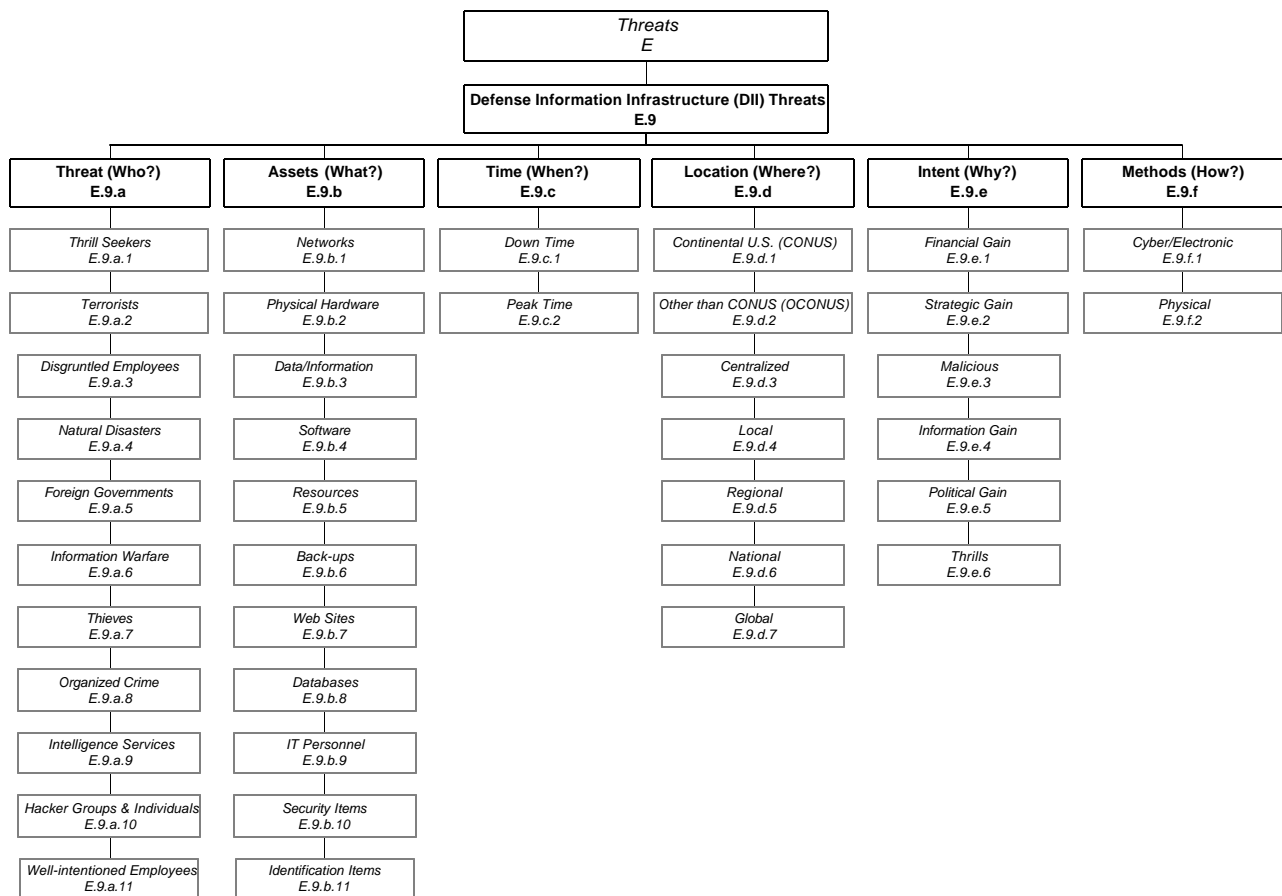 Threats
E
Defense Information Infrastructure (DII) Threats
E.9
Threat (Who?)
E.9.a
Thrill Seekers
E.9.a.1
Terrorists
E.9.a.2
Disgruntled Employees
E.9.a.3
Natural Disasters
E.9.a.4
Foreign Governments
E.9.a.5
Information Warfare
E.9.a.6
Thieves
E.9.a.7
Organized Crime
E.9.a.8
Intelligence Services
E.9.a.9
Hacker Groups & Individuals
E.9.a.10
Well-intentioned Employees
E.9.a.11
Assets (What?)
E.9.b
Networks
E.9.b.1
Physical Hardware
E.9.b.2
Data/Information
E.9.b.3
Software
E.9.b.4
Resources
E.9.b.5
Back-ups
E.9.b.6
Web Sites
E.9.b.7
Databases
E.9.b.8
IT Personnel
E.9.b.9
Security Items
E.9.b.10
Identification Items
E.9.b.11
Time (When?)
E.9.c
Down Time
E.9.c.1
Peak Time
E.9.c.2
Location (Where?)
E.9.d
Continental U.S. (CONUS)
E.9.d.1
Other than CONUS (OCONUS)
E.9.d.2
Centralized
E.9.d.3
Local
E.9.d.4
Regional
E.9.d.5
National
E.9.d.6
Global
E.9.d.7
Intent (Why?)
E.9.e
Financial Gain
E.9.e.1
Strategic Gain
E.9.e.2
Malicious
E.9.e.3
Information Gain
E.9.e.4
Political Gain
E.9.e.5
Thrills
E.9.e.6
Methods (How?)
E.9.f
Cyber/Electronic
E.9.f.1
Physical
E.9.f.2